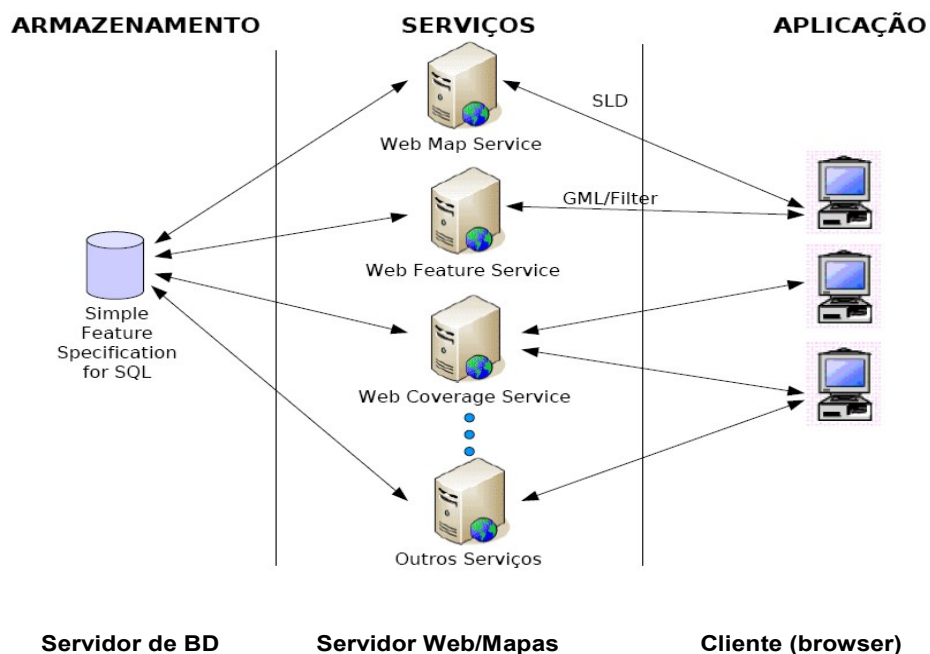 ARMAZENAMENTO
SERVIÇOS
APLICAÇÃO
SLD
Web Map Service
GML/Filter
Web Feature Service
Simple
Feature
Specification
for SQL
Web Coverage Service
Outros Serviços
Servidor de BD
Servidor Web/Mapas
Cliente (browser)